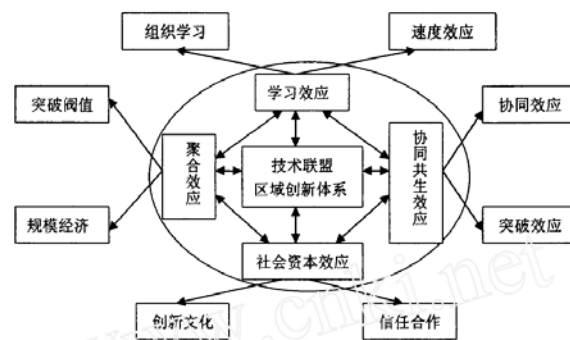 组织学习
速度效应
学习效应
突破阀值
协同效应
聚合效应
技术联盟
区域创新体系
协同共生效应
规模经济
突破效应
社会资本效应
创新文化
信任合作
www.cnki.net